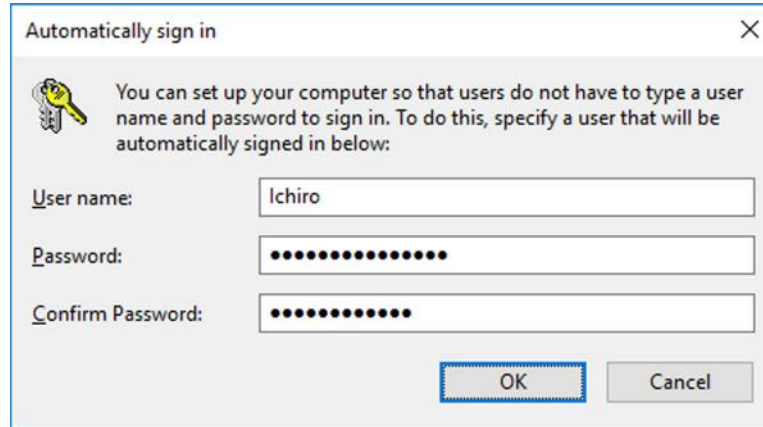 Automatically sign in
You can set up your computer so that users do not have to type a user
name and password to sign in. To do this, specify a user that will be
automatically signed in below:
User name:
Ichiro
Password:
●●●●●●●●●●●●●●●
Confirm Password:
●●●●●●●●●●●●
OK
Cancel